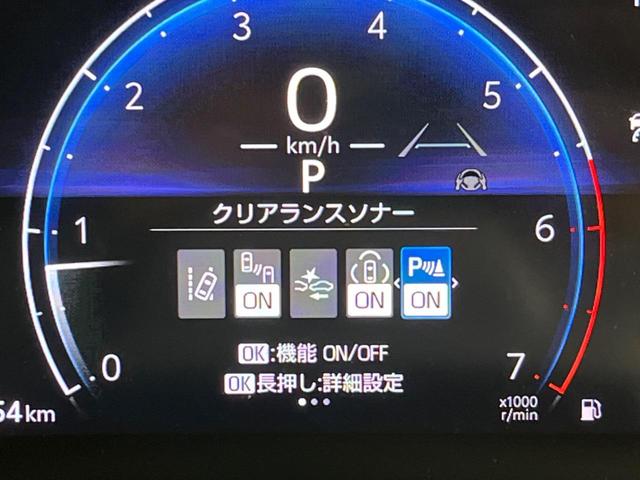 3 4
2 0 5
km/h
P
クリアランスソナー
1 6
P
ON ON ON
OK:機能 ON/OFF
0 7
OK長押し:詳細設定
x1000
54km r/min